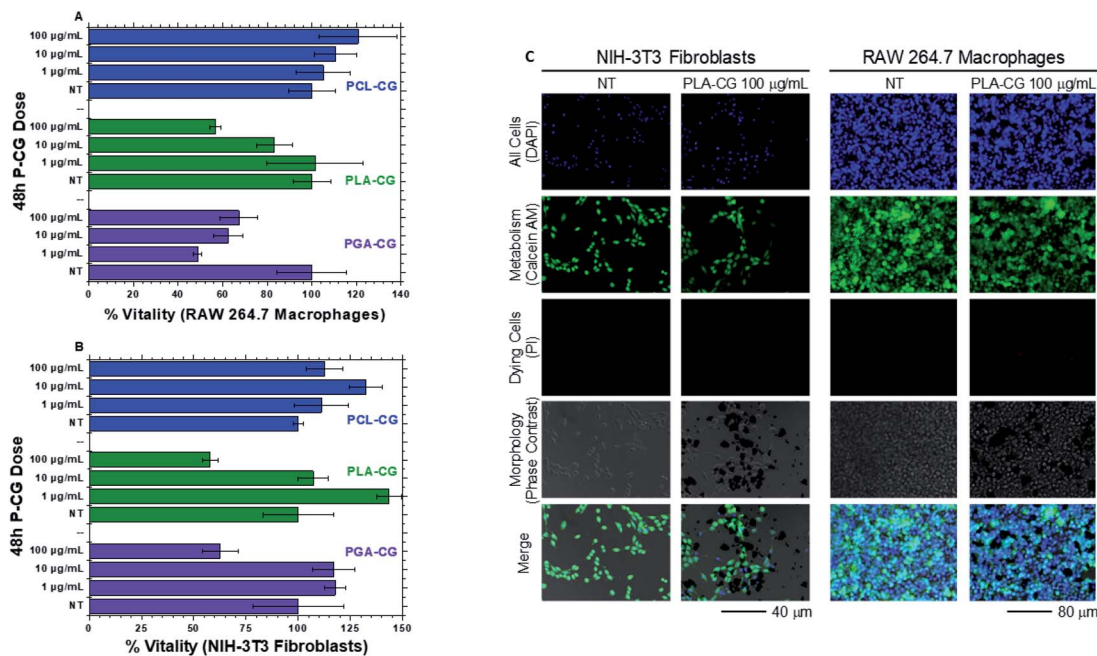 A
48h P-CG Dose
100 µg/mL
10 µg/mL
1 µg/mL
NT
PCL-CG
--
100 µg/mL
10 µg/mL
1 µg/mL
NT
PLA-CG
--
100 µg/mL
10 µg/mL
1 µg/mL
NT
PGA-CG
0 20 40 60 80 100 120 140
% Vitality (RAW 264.7 Macrophages)
B
48h P-CG Dose
100 µg/mL
10 µg/mL
1 µg/mL
NT
PCL-CG
--
100 µg/mL
10 µg/mL
1 µg/mL
NT
PLA-CG
--
100 µg/mL
10 µg/mL
1 µg/mL
NT
PGA-CG
0 25 50 75 100 125 150
% Vitality (NIH-3T3 Fibroblasts)
C
NIH-3T3 Fibroblasts RAW 264.7 Macrophages
NT PLA-CG 100 µg/mL NT PLA-CG 100 µg/mL
All Cells
(DAPI)
Metabolism
(Calcein AM)
Dying Cells
(PI)
Morphology
(Phase Contrast)
Merge
40 µm 80 µm